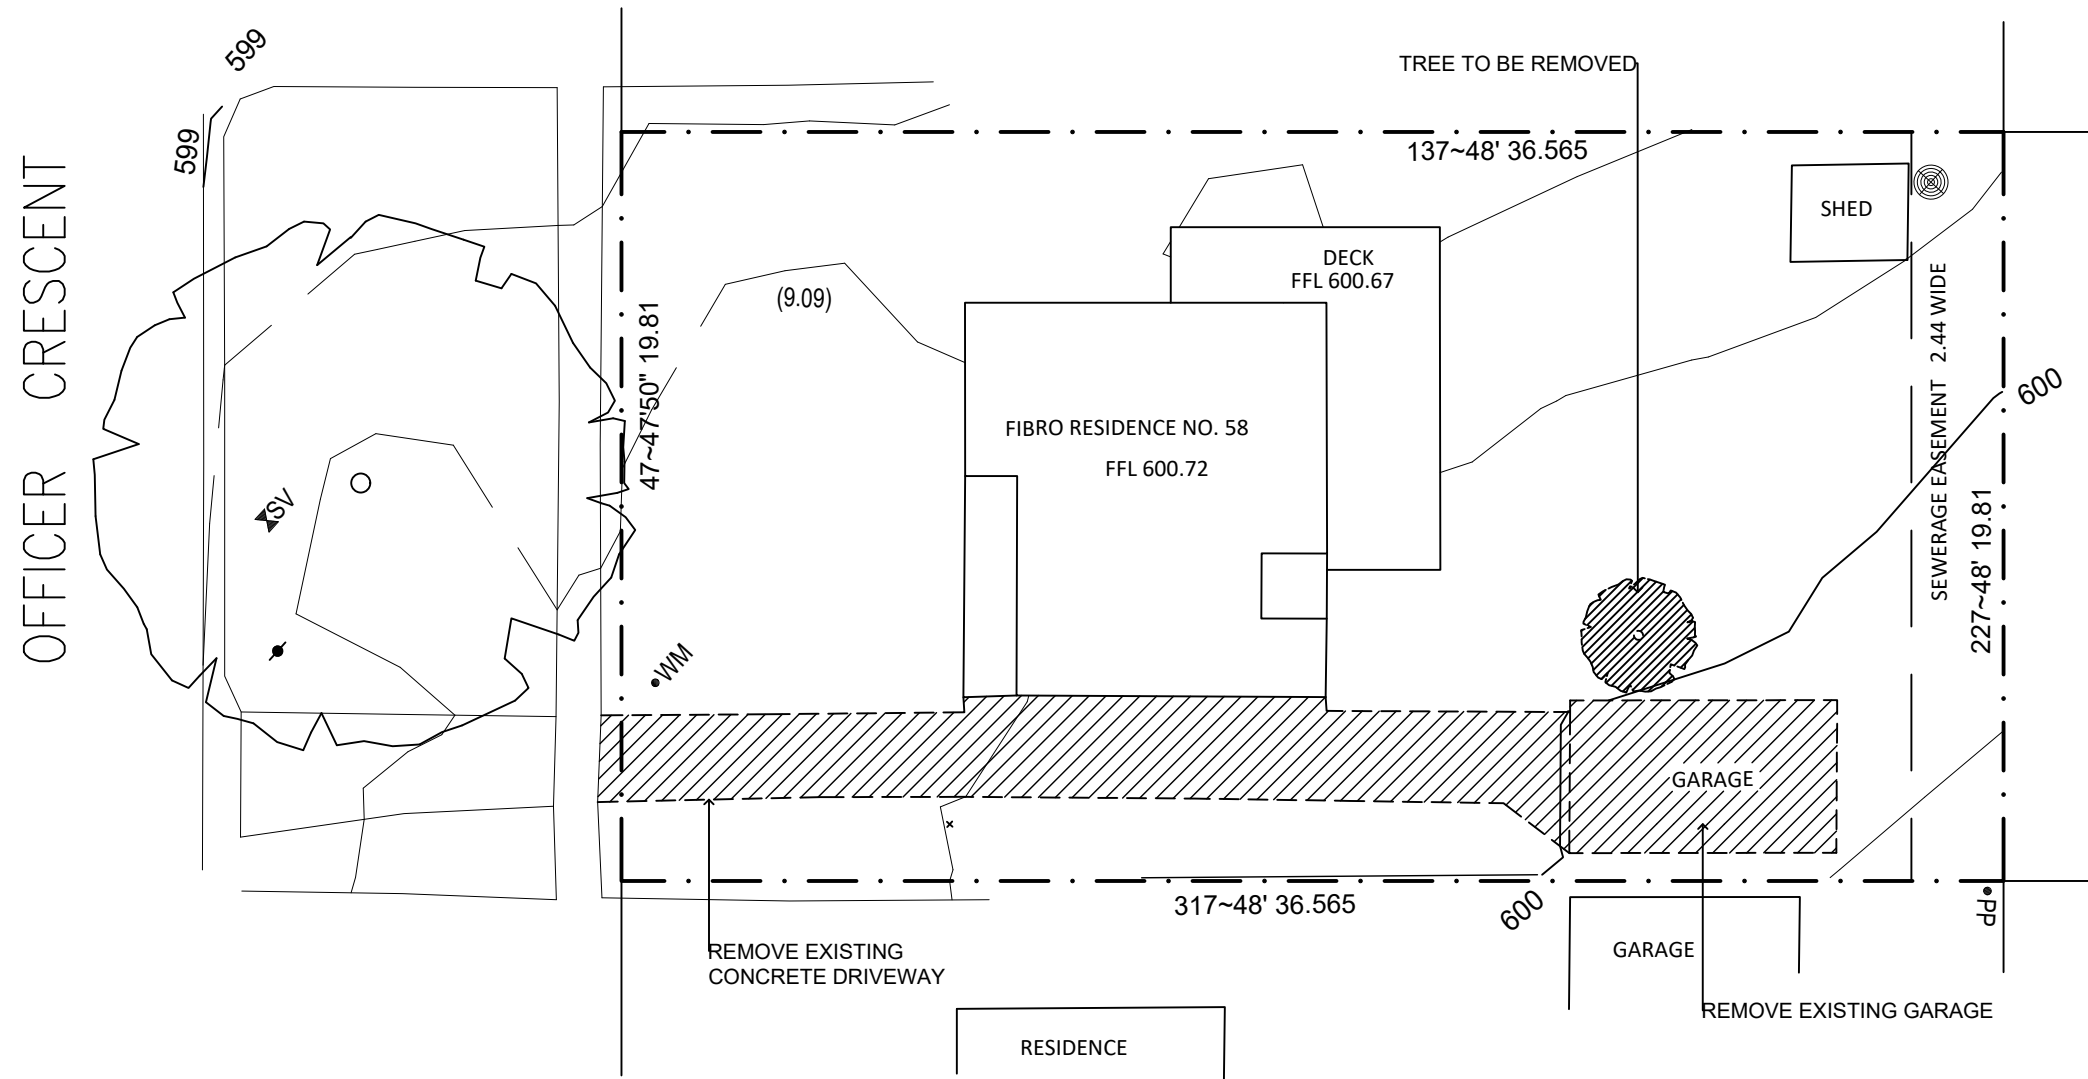 599
599
OFFICER CRESCENT
TREE TO BE REMOVED
137~48' 36.565
SHED
DECK
FFL 600.67
(9.09)
47~47'50" 19.81
SEWERAGE EASEMENT 2.44 WIDE
600
FIBRO RESIDENCE NO. 58
FFL 600.72
SV
227~48' 19.81
WM
GARAGE
317~48' 36.565
600
PP
REMOVE EXISTING
CONCRETE DRIVEWAY
GARAGE
REMOVE EXISTING GARAGE
RESIDENCE